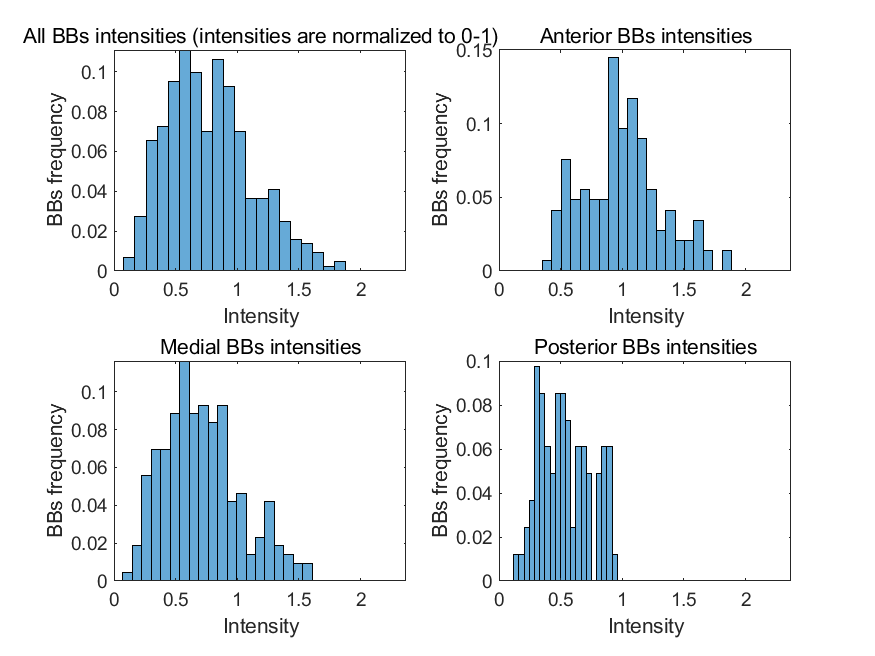 All BBs intensities (intensities are normalized to 0-1)
BBs frequency
0.1
0.08
0.06
0.04
0.02
0
0 0.5 1 1.5 2
Intensity
Anterior BBs intensities
BBs frequency
0.15
0.1
0.05
0
0 0.5 1 1.5 2
Intensity
Medial BBs intensities
BBs frequency
0.1
0.08
0.06
0.04
0.02
0
0 0.5 1 1.5 2
Intensity
Posterior BBs intensities
BBs frequency
0.1
0.08
0.06
0.04
0.02
0
0 0.5 1 1.5 2
Intensity